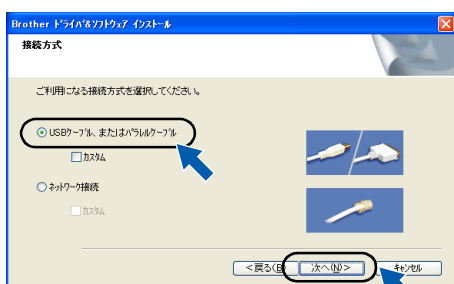 Brother ドライバ&ソフトウェア インストール
接続方式
ご利用になる接続方式を選択してください。
USBケーブル、またはパラレルケーブル
カスタム
ネットワーク接続
カスタム
<戻る(B) 次へ(N)> キャンセル